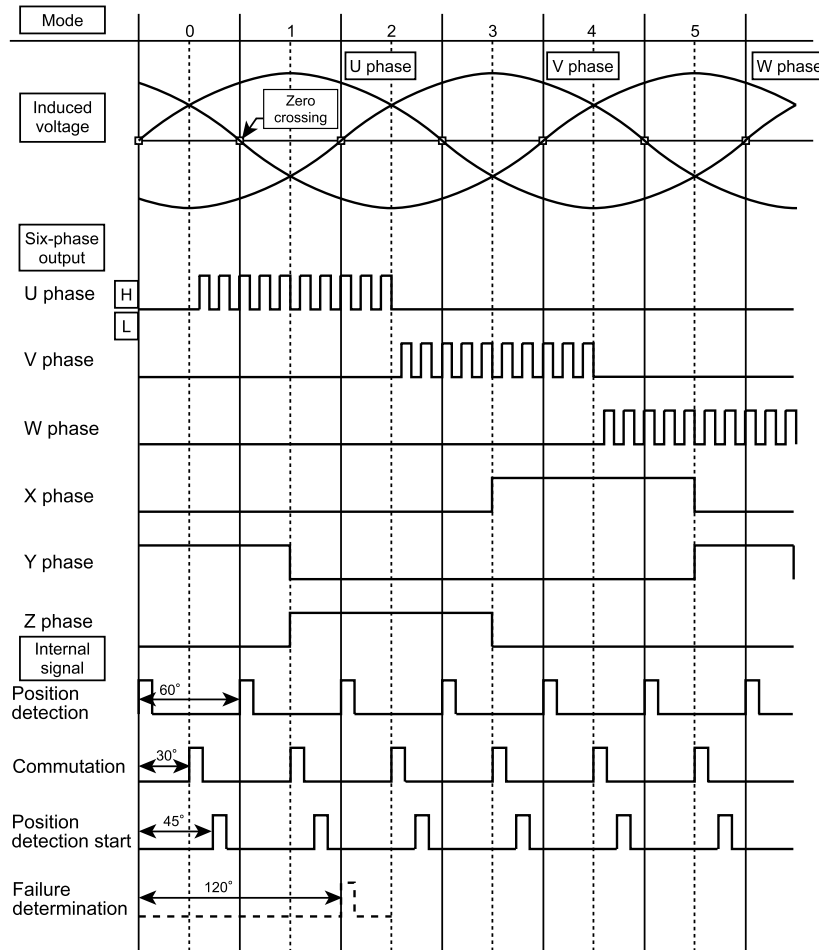 Mode
0 1 2 3 4 5
U phase
V phase
W phase
Induced
voltage
Zero
crossing
Six-phase
output
U phase
H
L
V phase
W phase
X phase
Y phase
Z phase
Internal
signal
Position
detection
60°
Commutation
30°
Position
detection start
45°
Failure
determination
120°